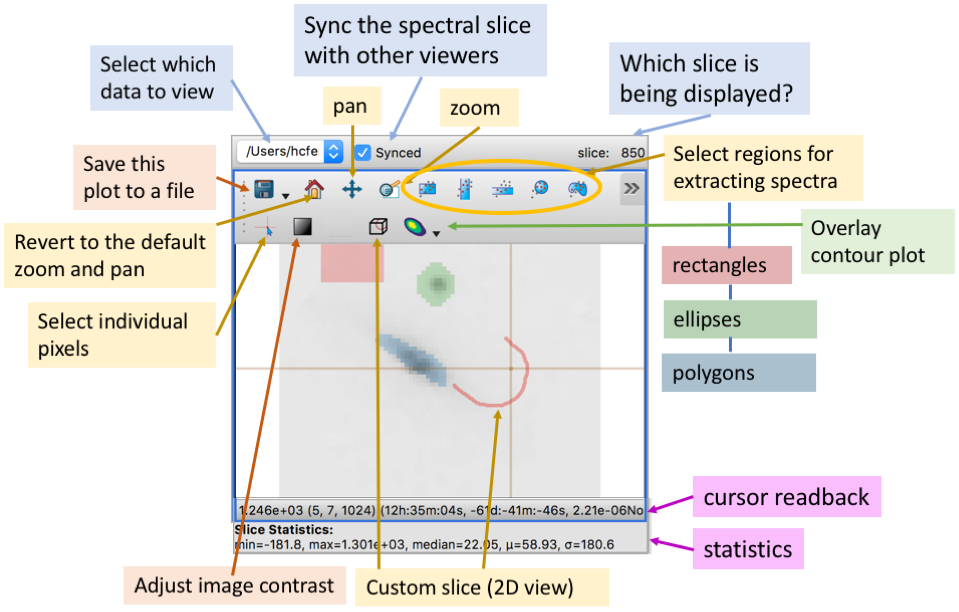 Sync the spectral slice
with other viewers
Select which
data to view
Which slice is
being displayed?
pan
zoom
/Users/hcfe
Synced
slice: 850
Save this
plot to a file
Select regions for
extracting spectra
Revert to the default
zoom and pan
Overlay
contour plot
rectangles
Select individual
pixels
ellipses
polygons
1.246e+03 (5, 7, 1024) (12h:35m:04s, -61d:-41m:-46s, 2.21e-06No
cursor readback
Slice Statistics:
min=-181.8, max=1.301e+03, median=22.05, μ=58.93, σ=180.6
statistics
Adjust image contrast
Custom slice (2D view)